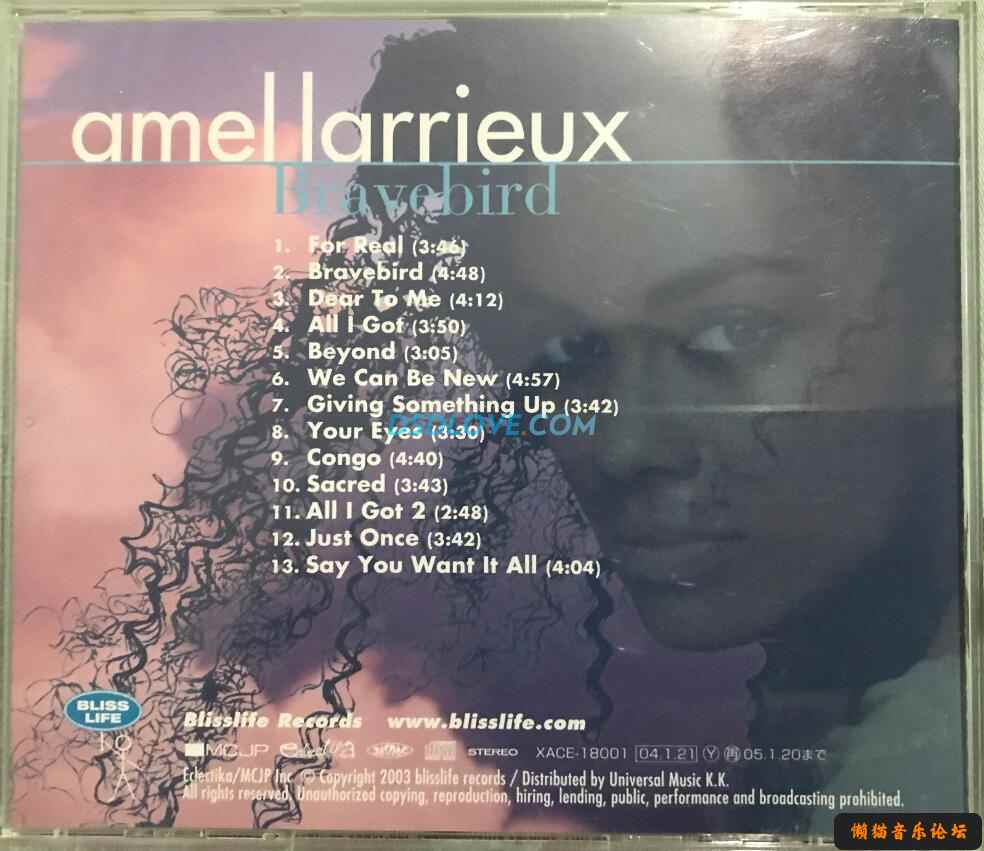 amel larrieux
Bravebird
1. For Real (3:46)
2. Bravebird (4:48)
3. Dear To Me (4:12)
4. All I Got (3:50)
5. Beyond (3:05)
6. We Can Be New (4:57)
7. Giving Something Up (3:42)
DSDLOVE.COM
8. Your Eyes (3:30)
9. Congo (4:40)
10. Sacred (3:43)
11. All I Got 2 (2:48)
12. Just Once (3:42)
13. Say You Want It All (4:04)
BLISS
LIFE
Blisslife Records www.blisslife.com
MCJP eclectika STEREO XACE-18001 04.1.21 Ⓨ ㊢ 05.1.20まで
Eclectika/MCJP Inc. Ⓒ Copyright 2003 blisslife records / Distributed by Universal Music K.K.
All rights reserved. Unauthorized copying, reproduction, hiring, lending, public, performance and broadcasting prohibited.
懒猫音乐论坛